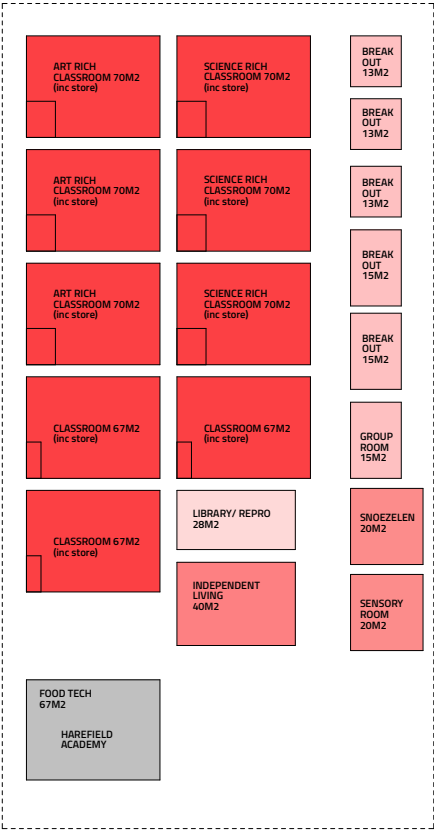 ART RICH
CLASSROOM 70M2
(inc store)
SCIENCE RICH
CLASSROOM 70M2
(inc store)
BREAK
OUT
13M2
BREAK
OUT
13M2
ART RICH
CLASSROOM 70M2
(inc store)
SCIENCE RICH
CLASSROOM 70M2
(inc store)
BREAK
OUT
13M2
BREAK
OUT
15M2
ART RICH
CLASSROOM 70M2
(inc store)
SCIENCE RICH
CLASSROOM 70M2
(inc store)
BREAK
OUT
15M2
CLASSROOM 67M2
(inc store)
CLASSROOM 67M2
(inc store)
GROUP
ROOM
15M2
CLASSROOM 67M2
(inc store)
LIBRARY/ REPRO
28M2
SNOEZELEN
20M2
INDEPENDENT
LIVING
40M2
SENSORY
ROOM
20M2
FOOD TECH
67M2
HAREFIELD
ACADEMY